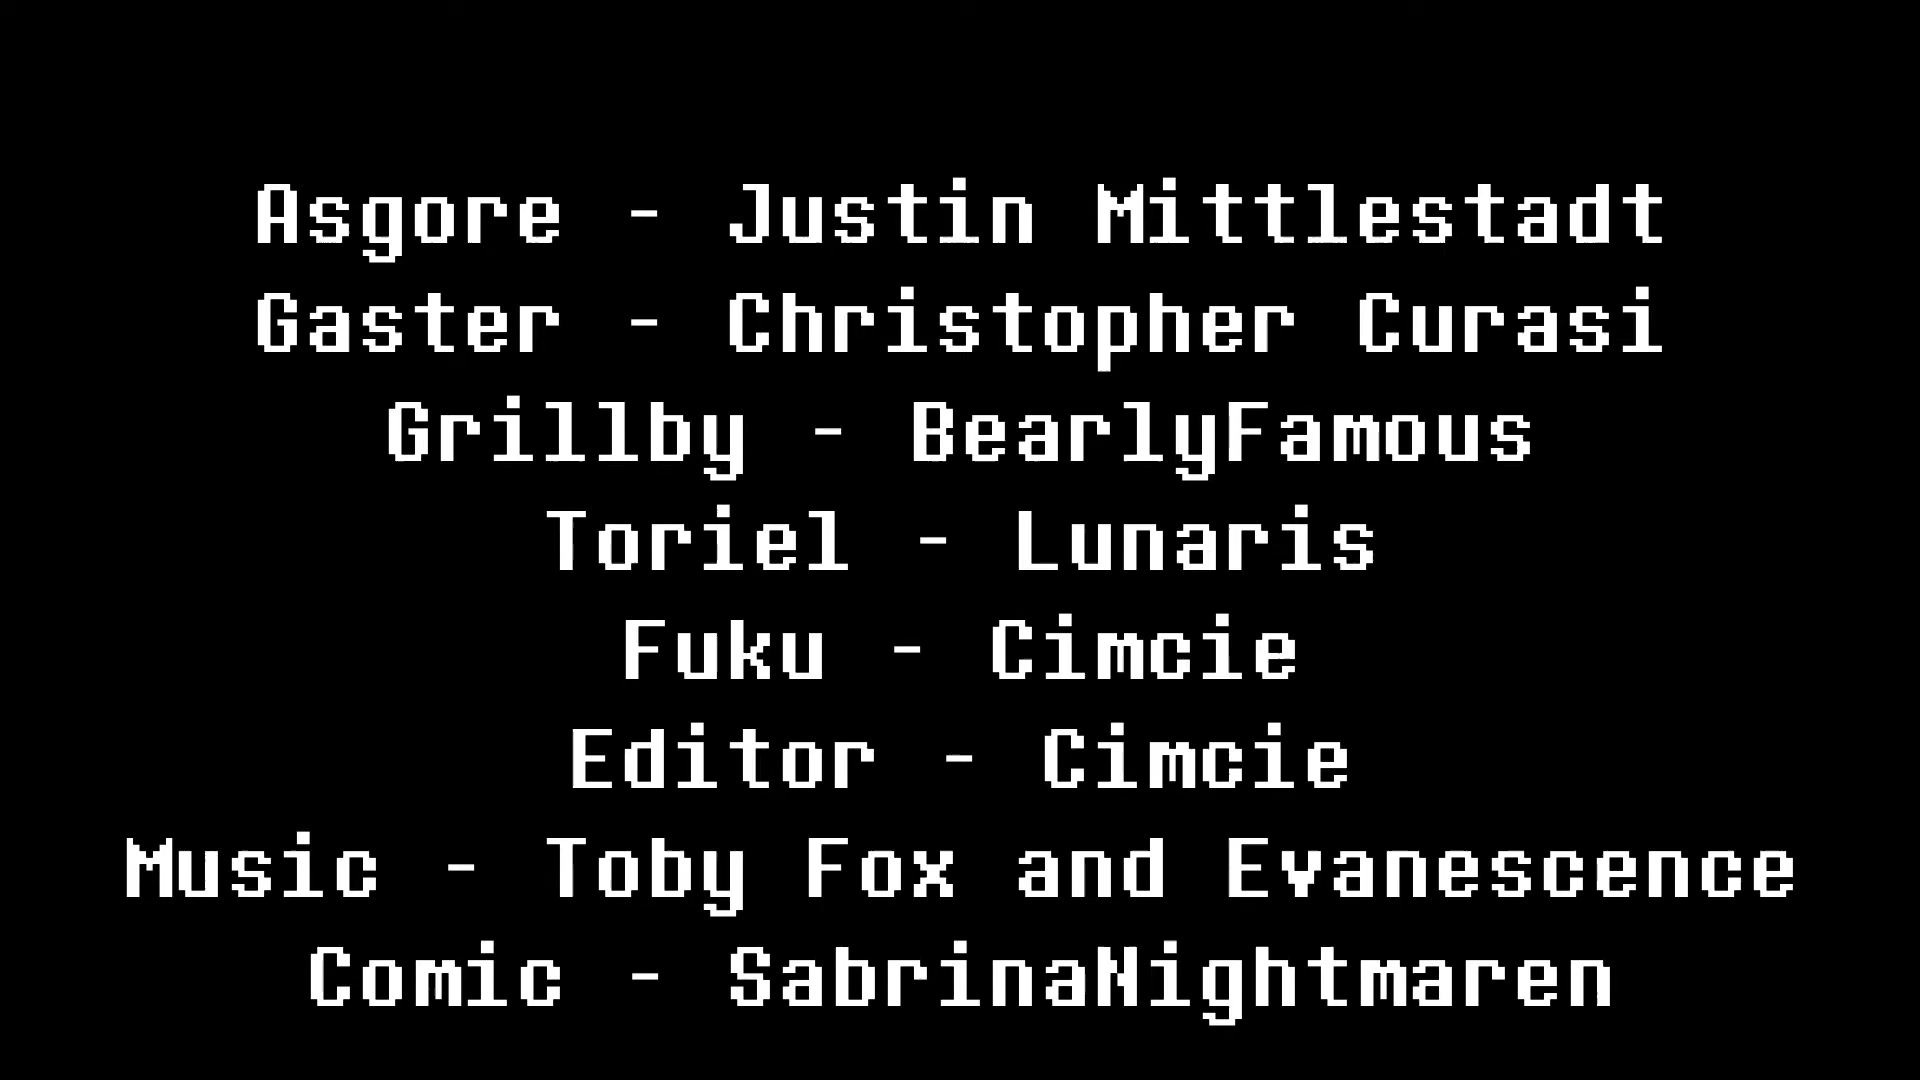 Asgore - Justin Mittlestadt
Gaster - Christopher Curasi
Grillby - BearlyFamous
Toriel - Lunaris
Fuku - Cimcie
Editor - Cimcie
Music - Toby Fox and Evanescence
Comic - SabrinaNightmaren